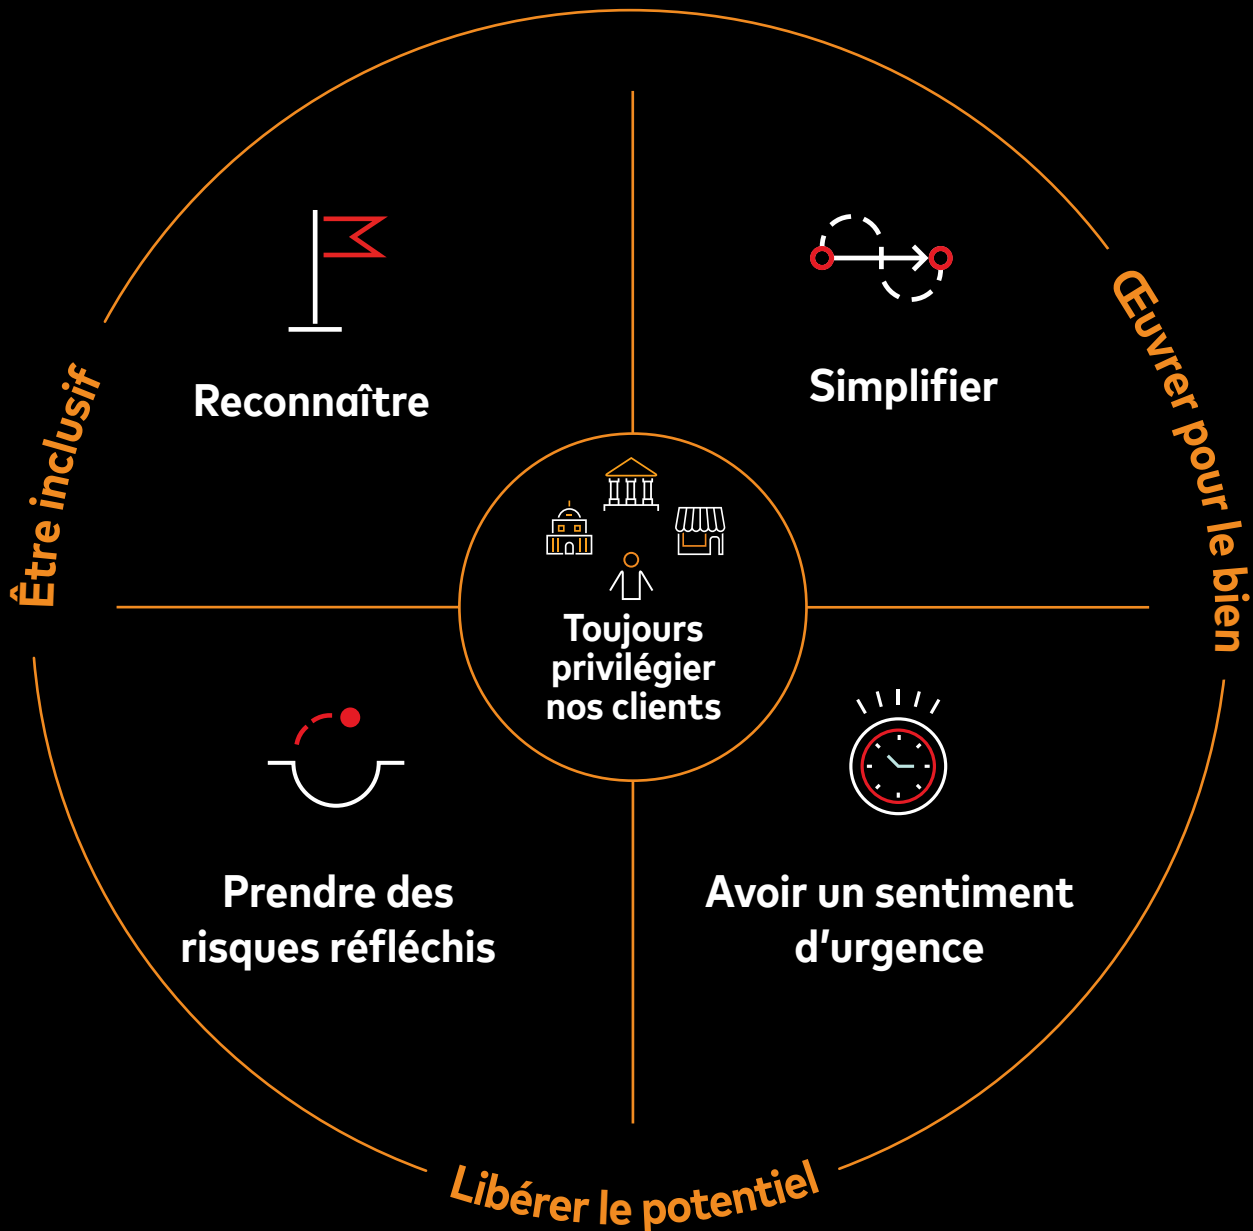 Être inclusif
Œuvrer pour le bien
Reconnaître
Simplifier
Toujours
privilégier
nos clients
Prendre des
risques réfléchis
Avoir un sentiment
d’urgence
Libérer le potentiel